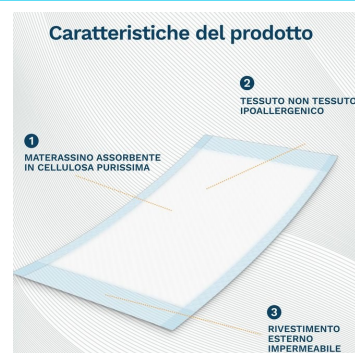 Caratteristiche del prodotto
2
TESSUTO NON TESSUTO
IPOALLERGENICO
1
MATERASSINO ASSORBENTE
IN CELLULOSA PURISSIMA
3
RIVESTIMENTO
ESTERNO
IMPERMEABILE